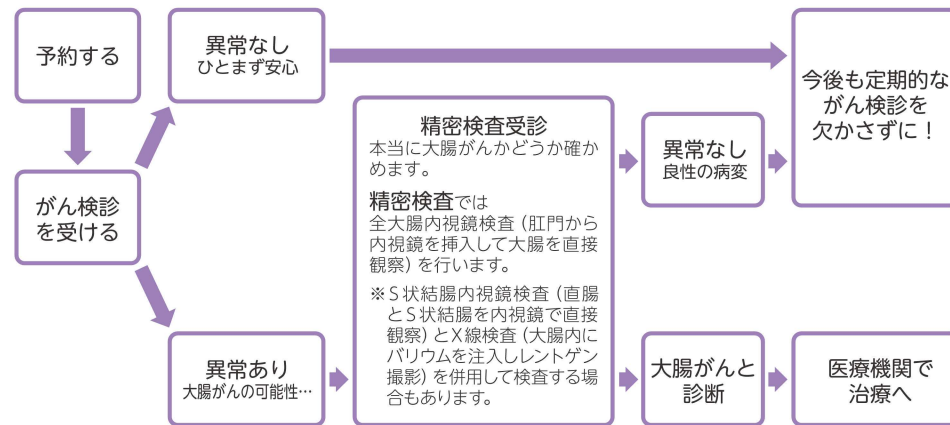 予約する
がん検診
を受ける
異常なし
ひとまず安心
異常あり
大腸がんの可能性…
精密検査受診
本当に大腸がんかどうか確か
めます。
精密検査では
全大腸内視鏡検査（肛門から
内視鏡を挿入して大腸を直接
観察）を行います。
※S状結腸内視鏡検査（直腸
とS状結腸を内視鏡で直接
観察）とX線検査（大腸内に
バリウムを注入しレントゲン
撮影）を併用して検査する場
合もあります。
異常なし
良性の病変
大腸がんと
診断
今後も定期的な
がん検診を
欠かさずに！
医療機関で
治療へ